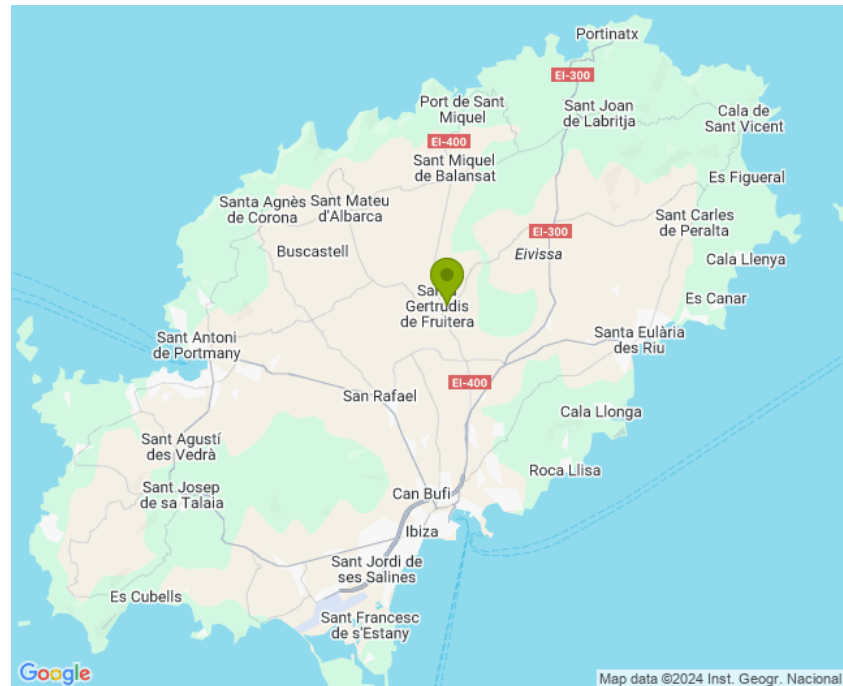 Portinatx
EI-300
Port de Sant
Miquel
Sant Joan
de Labritja
Cala de
Sant Vicent
EI-400
Sant Miquel
de Balansat
Es Figueral
Santa Agnès
de Corona
Sant Mateu
d'Albarca
Sant Carles
de Peralta
EI-300
Buscastell
Eivissa
Cala Llenya
Gertrudis
de Fruitera
Es Canar
Sant Antoni
de Portmany
Santa Eulària
des Riu
EI-400
San Rafael
Cala Llonga
Sant Agustí
des Vedrà
Roca Llisa
Sant Josep
de sa Talaia
Can Bufi
Ibiza
Sant Jordi de
ses Salines
Es Cubells
Sant Francesc
de s'Estany
Google
Map data ©2024 Inst. Geogr. Nacional